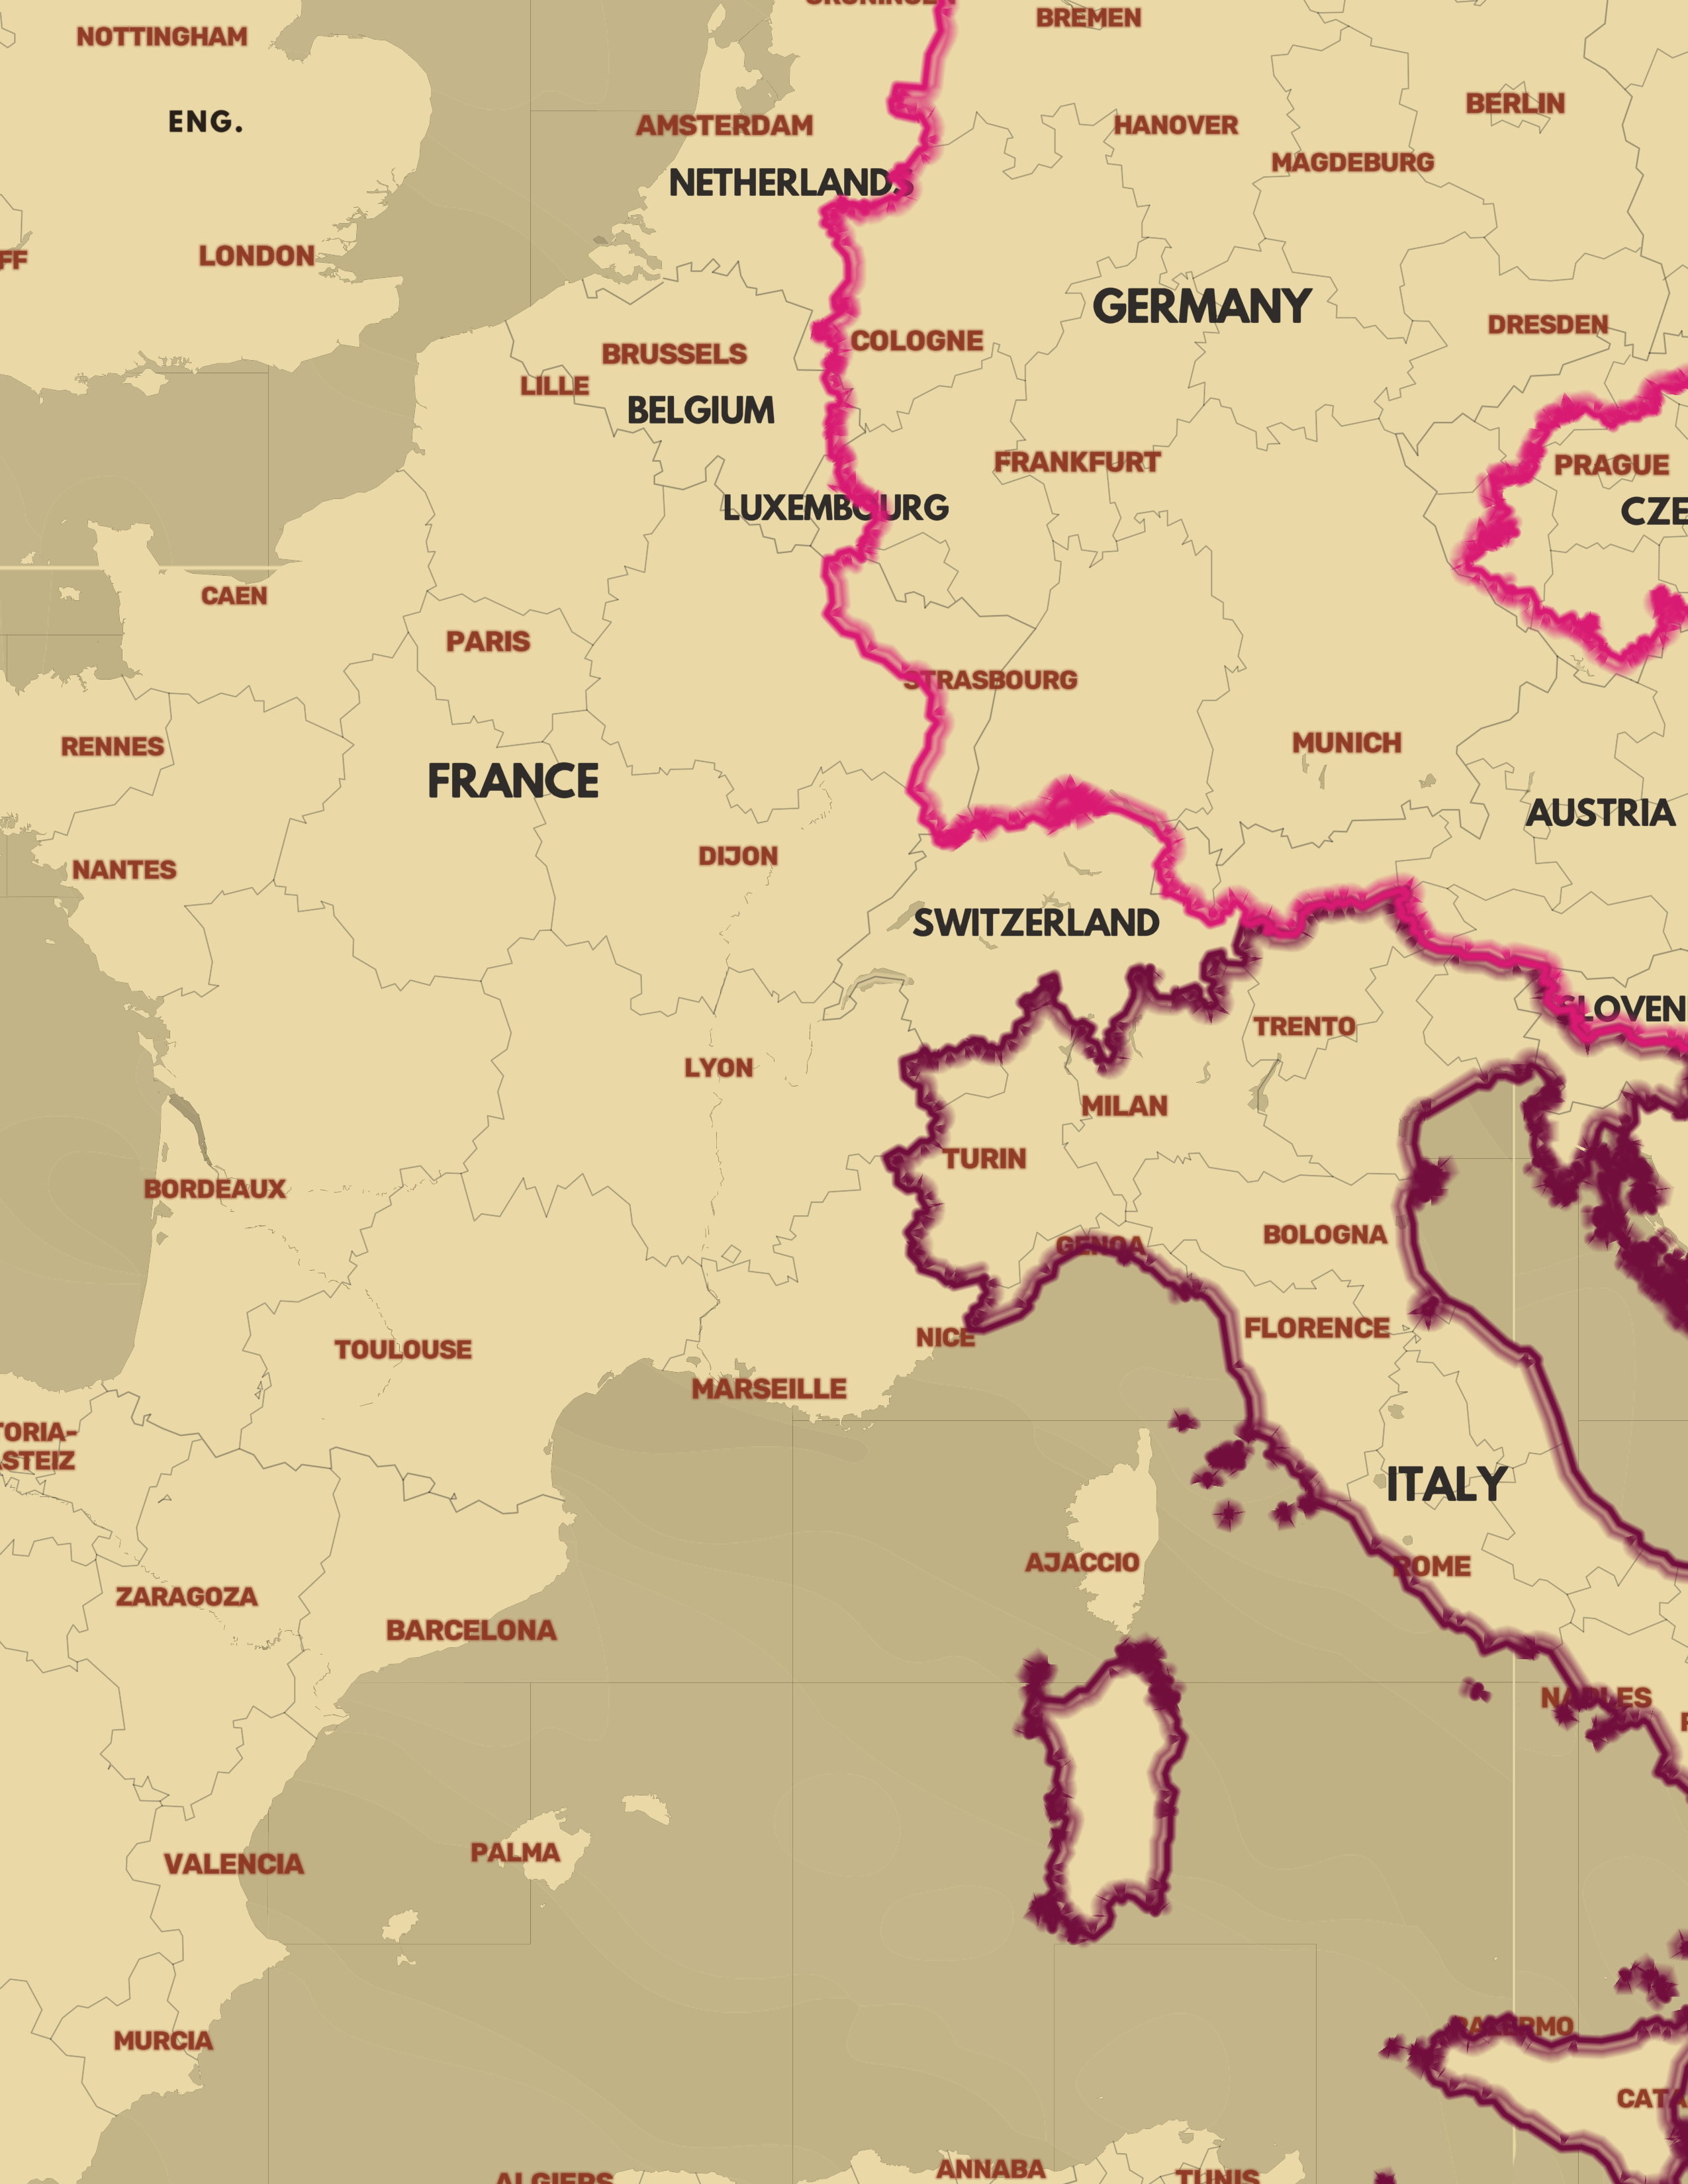 GRONINGEN
BREMEN
NOTTINGHAM
BERLIN
ENG.
AMSTERDAM
HANOVER
MAGDEBURG
NETHERLANDS
LONDON
FF
GERMANY
DRESDEN
COLOGNE
BRUSSELS
LILLE
BELGIUM
FRANKFURT
PRAGUE
LUXEMBOURG
CZE
CAEN
PARIS
STRASBOURG
RENNES
MUNICH
FRANCE
AUSTRIA
DIJON
NANTES
SWITZERLAND
SLOVEN
TRENTO
LYON
MILAN
TURIN
BORDEAUX
BOLOGNA
GENOA
FLORENCE
NICE
TOULOUSE
MARSEILLE
TORIA-
ASTEIZ
ITALY
AJACCIO
ROME
ZARAGOZA
BARCELONA
NAPLES
PALMA
VALENCIA
PALERMO
MURCIA
CATA
ANNABA
TUNIS
ALGIERS